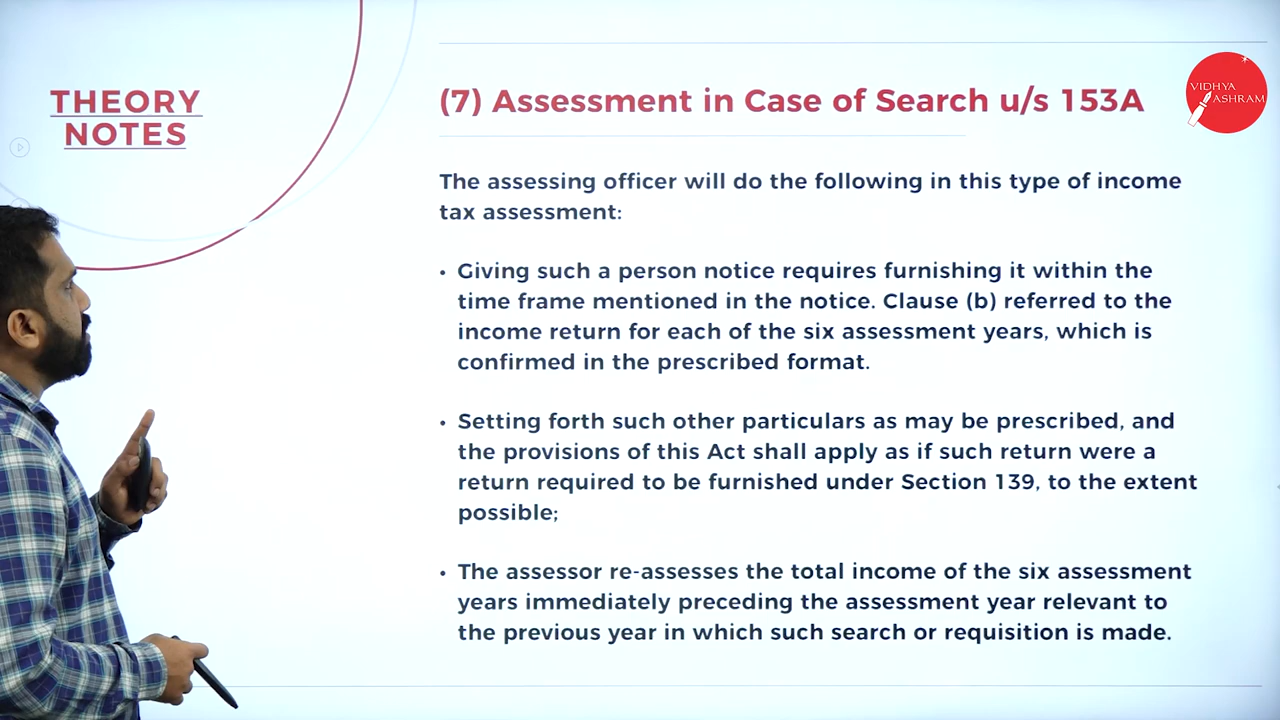 THEORY
NOTES
(7) Assessment in Case of Search u/s 153A
VIDHYA
ASHRAM
The assessing officer will do the following in this type of income
tax assessment:
• Giving such a person notice requires furnishing it within the
time frame mentioned in the notice. Clause (b) referred to the
income return for each of the six assessment years, which is
confirmed in the prescribed format.
• Setting forth such other particulars as may be prescribed, and
the provisions of this Act shall apply as if such return were a
return required to be furnished under Section 139, to the extent
possible;
• The assessor re-assesses the total income of the six assessment
years immediately preceding the assessment year relevant to
the previous year in which such search or requisition is made.